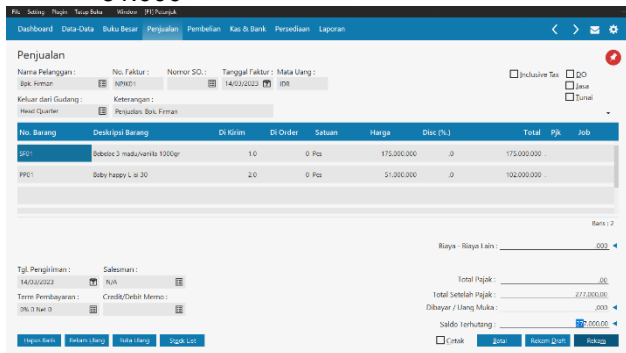 File Setting Plugin Tutup Buku Window [F1] Petunjuk
Dashboard Data-Data Buku Besar Penjualan Pembelian Kas & Bank Persediaan Laporan
Penjualan
Nama Pelanggan : No. Faktur : Nomor SO. : Tanggal Faktur : Mata Uang :
Bpk. Firman NPJK01 14/03/2023 IDR
Inclusive Tax DO
Jasa
Tunai
Keluar dari Gudang : Keterangan :
Head Quarter Penjualan Bpk. Firman
No. Barang Deskripsi Barang Di Kirim Di Order Satuan Harga Disc (%.) Total Pjk Job
SF01 Bebelec 3 madu/vanilla 1000gr 1.0 0 Pcs 175.000.000 .0 175.000.000 .
PP01 Baby happy L isi 30 2.0 0 Pcs 51.000.000 .0 102.000.000 .
Baris : 2
Biaya - Biaya Lain : .000
Tgl. Pengiriman : Salesman :
14/03/2023 N/A
Total Pajak : .00
Term Pembayaran : Credit/Debit Memo :
Total Setelah Pajak : 277.000.00
0% 0 Net 0
Dibayar / Uang Muka : .000
Saldo Terhutang : 277.000.00
Hapus Baris Rekam Ulang Buka Ulang Stock List Cetak Batal Rekam Draft Rekam